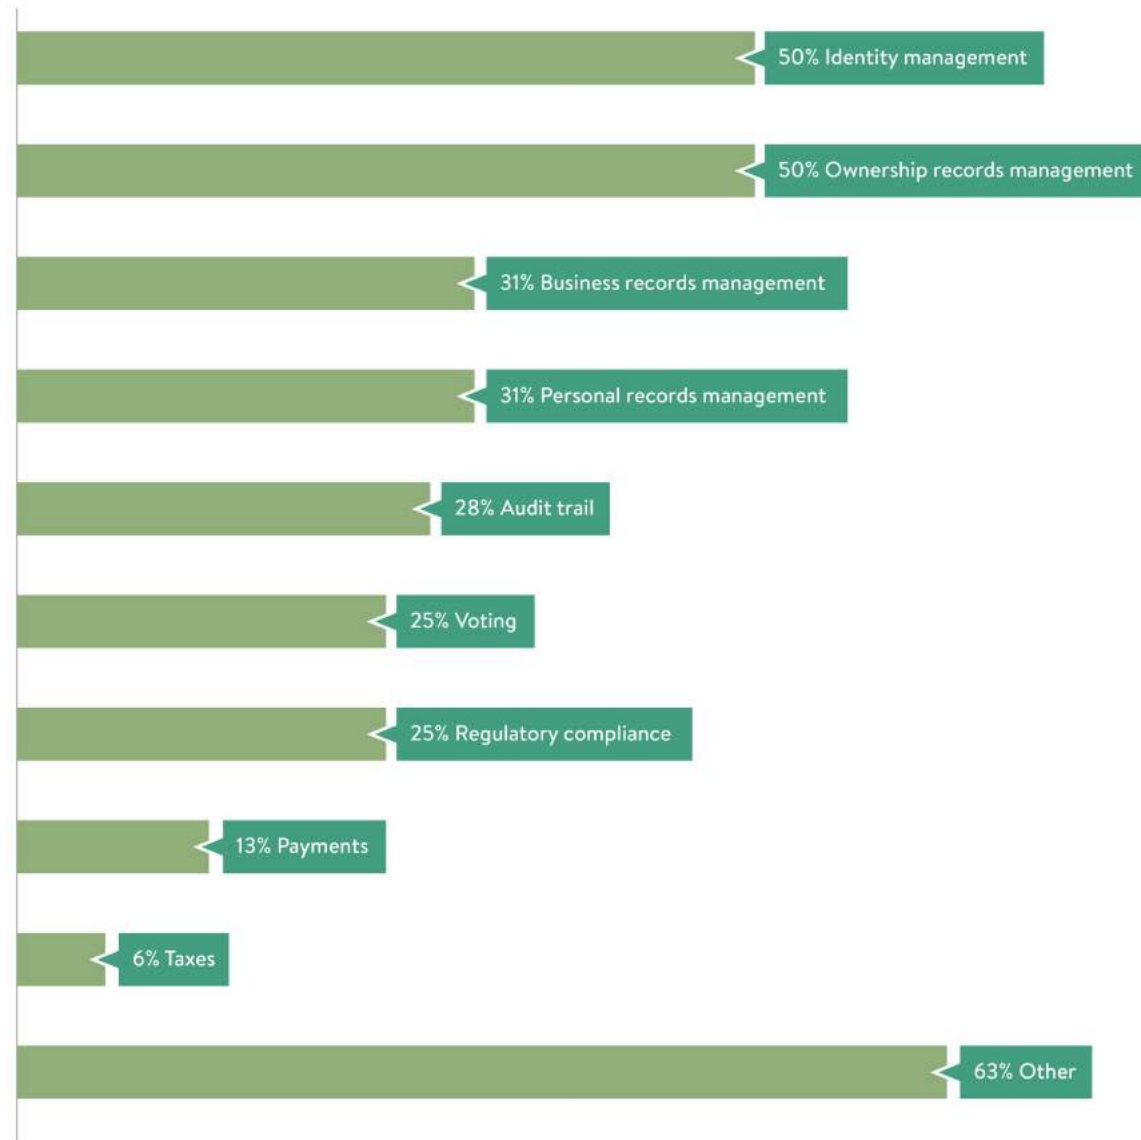 50% Identity management
50% Ownership records management
31% Business records management
31% Personal records management
28% Audit trail
25% Voting
25% Regulatory compliance
13% Payments
6% Taxes
63% Other